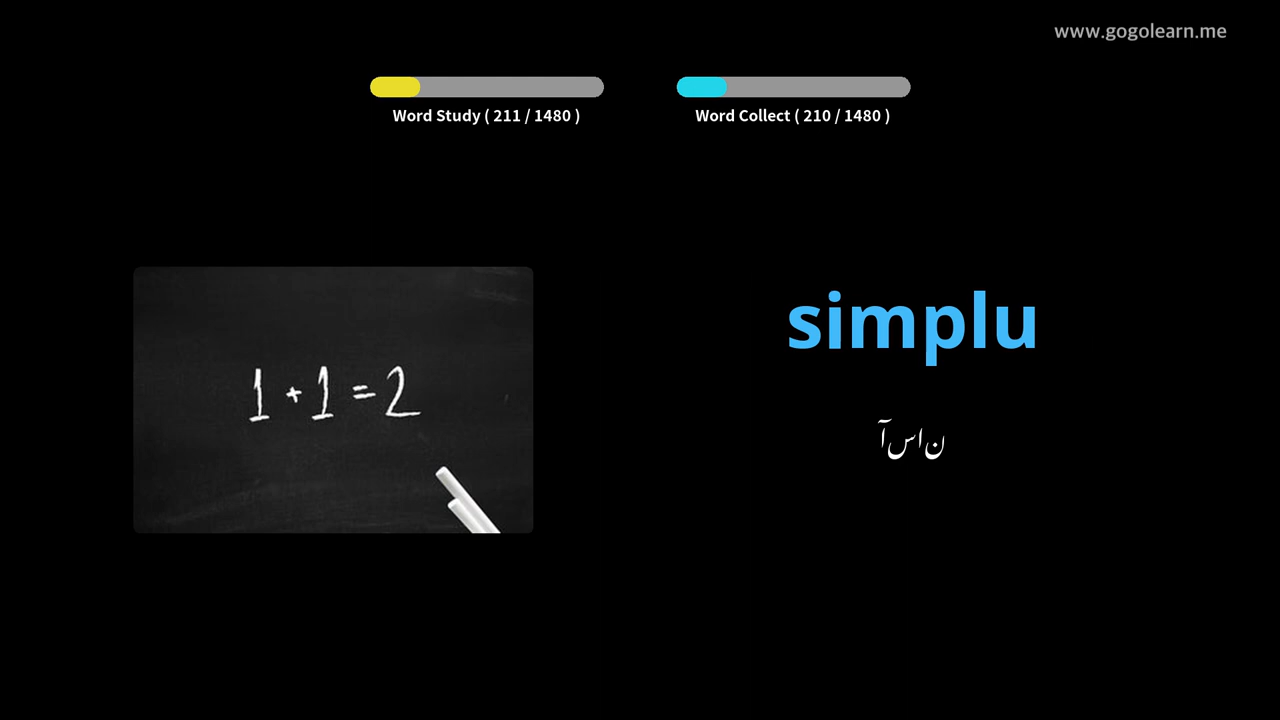 www.gogolearn.me
Word Study ( 211 / 1480 )
Word Collect ( 210 / 1480 )
1 + 1 = 2
simplu
آسان